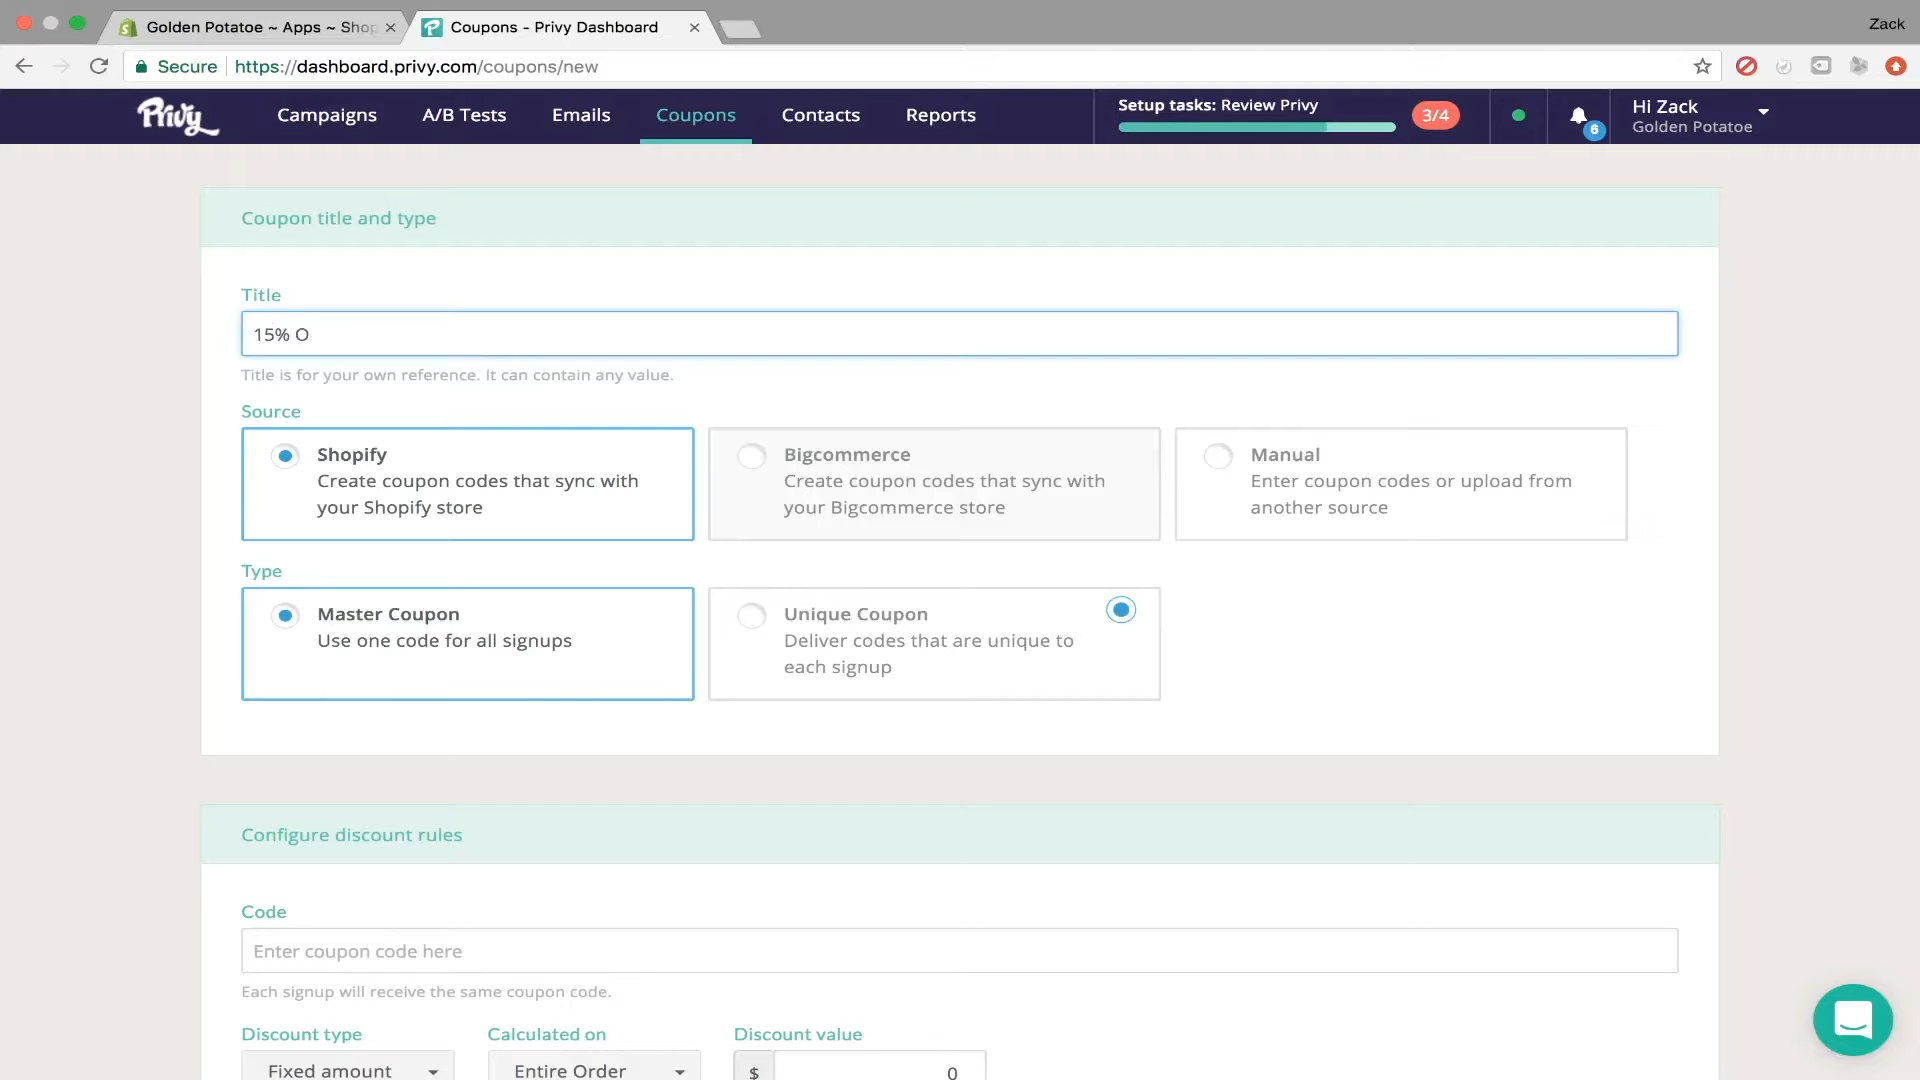 Golden Potatoe ~ Apps ~ Shop
Coupons - Privy Dashboard
Zack
Secure
https://dashboard.privy.com/coupons/new
Privy
Campaigns
A/B Tests
Emails
Coupons
Contacts
Reports
Setup tasks: Review Privy
3/4
6
Hi Zack
Golden Potatoe
Coupon title and type
Title
15% O
Title is for your own reference. It can contain any value.
Source
Shopify
Create coupon codes that sync with
your Shopify store
Bigcommerce
Create coupon codes that sync with
your Bigcommerce store
Manual
Enter coupon codes or upload from
another source
Type
Master Coupon
Use one code for all signups
Unique Coupon
Deliver codes that are unique to
each signup
Configure discount rules
Code
Enter coupon code here
Each signup will receive the same coupon code.
Discount type
Calculated on
Discount value
Fixed amount
Entire Order
$
0